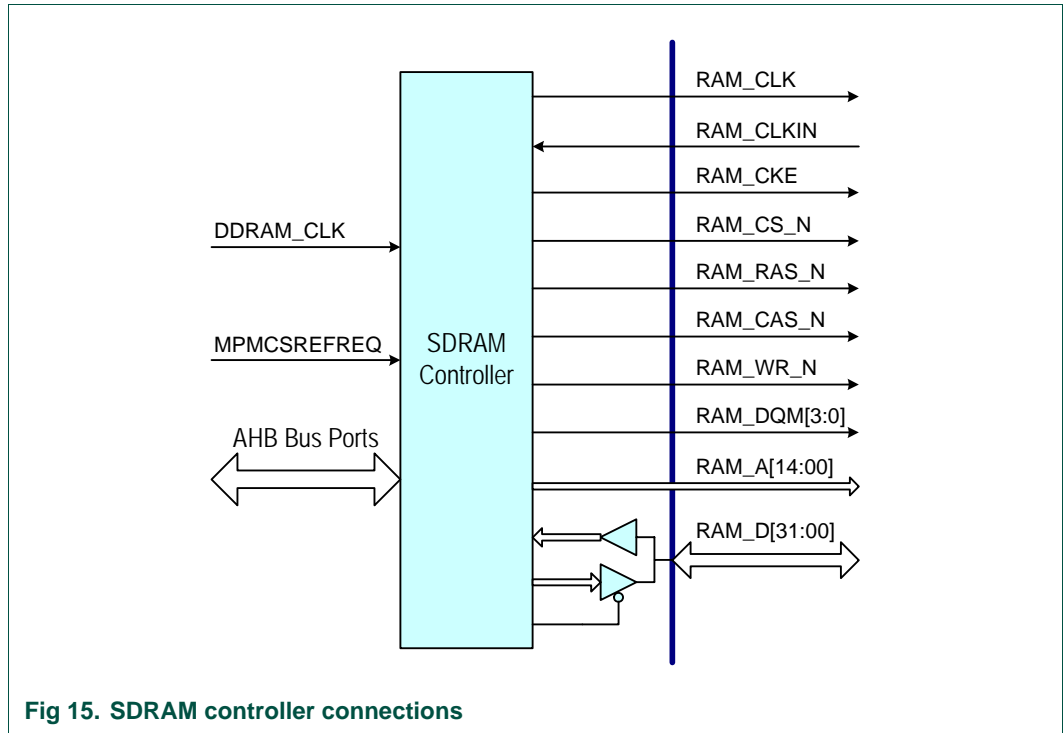 DDRAM_CLK
MPMCSREFREQ
AHB Bus Ports
SDRAM
Controller
RAM_CLK
RAM_CLKIN
RAM_CKE
RAM_CS_N
RAM_RAS_N
RAM_CAS_N
RAM_WR_N
RAM_DQM[3:0]
RAM_A[14:00]
RAM_D[31:00]
Fig 15. SDRAM controller connections